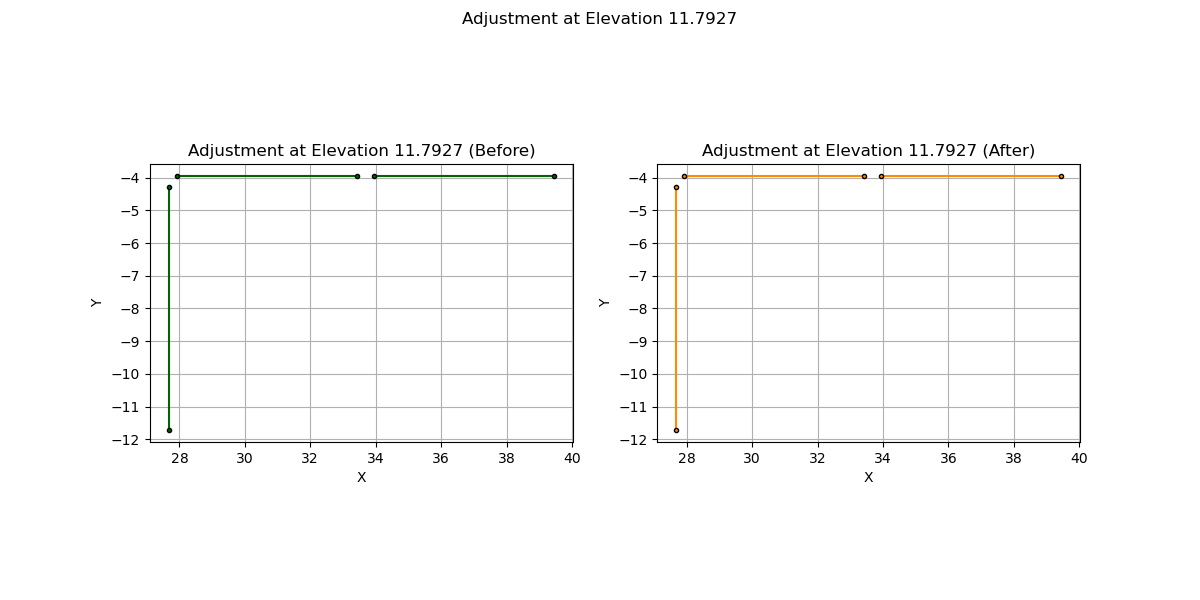 Adjustment at Elevation 11.7927
Adjustment at Elevation 11.7927 (Before)
−4
−5
−6
−7
−8
−9
−10
−11
−12
Y
28 30 32 34 36 38 40
X
Adjustment at Elevation 11.7927 (After)
−4
−5
−6
−7
−8
−9
−10
−11
−12
Y
28 30 32 34 36 38 40
X